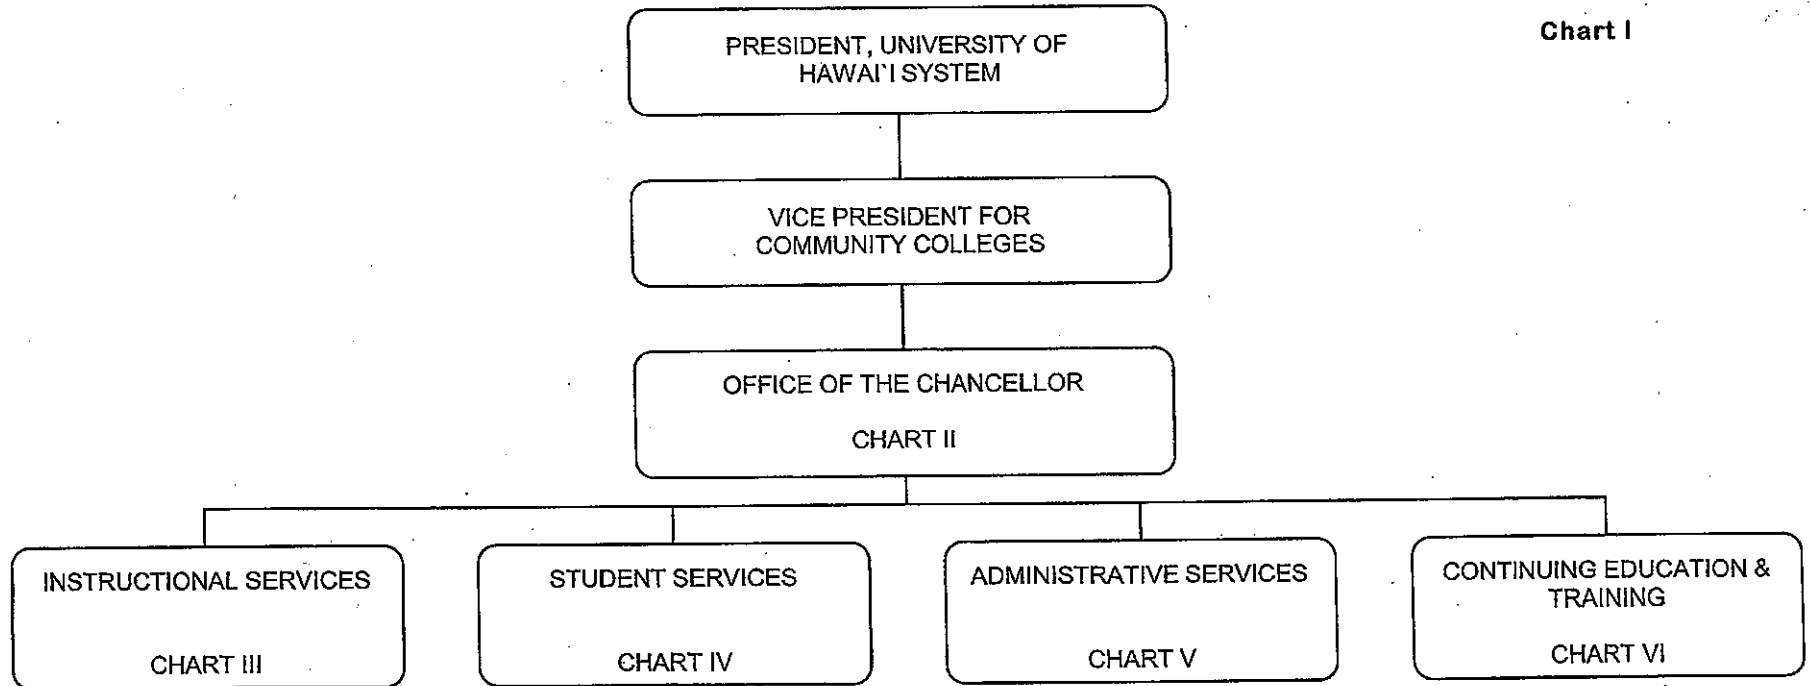 Chart I
PRESIDENT, UNIVERSITY OF
HAWAI'I SYSTEM
VICE PRESIDENT FOR
COMMUNITY COLLEGES
OFFICE OF THE CHANCELLOR
CHART II
INSTRUCTIONAL SERVICES
CHART III
STUDENT SERVICES
CHART IV
ADMINISTRATIVE SERVICES
CHART V
CONTINUING EDUCATION &
TRAINING
CHART VI